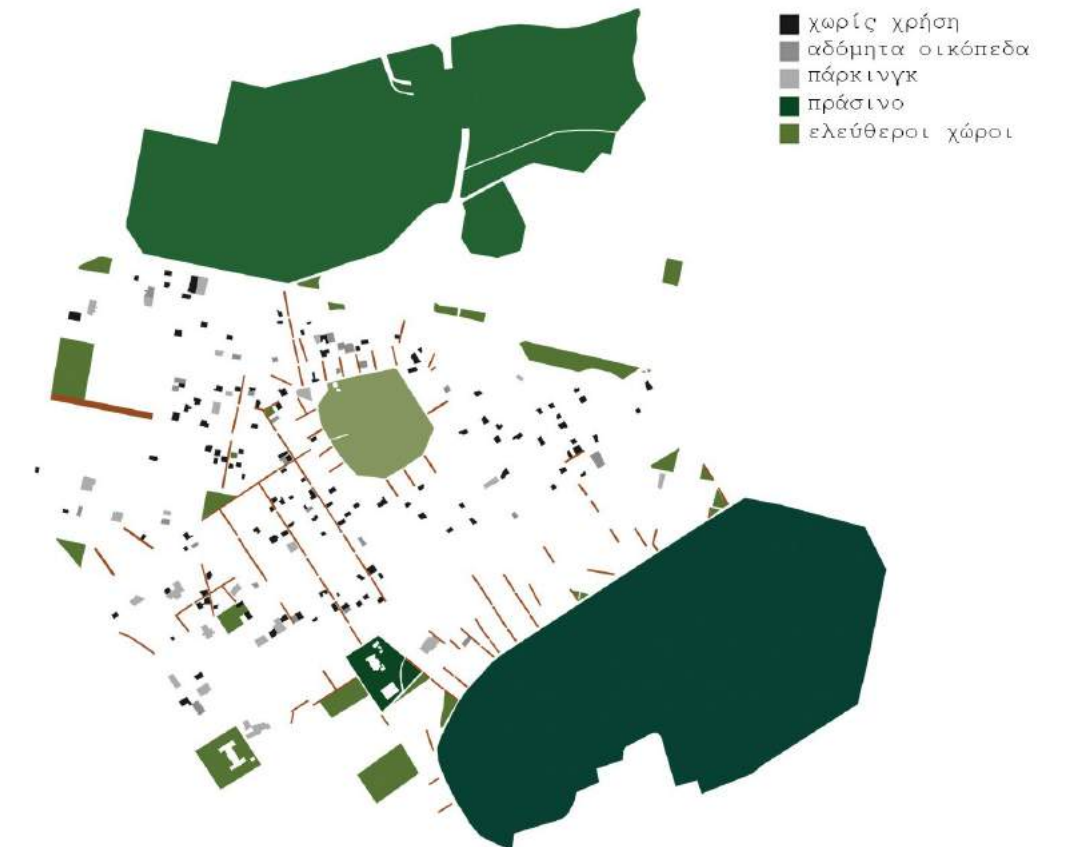 χωρίς χρήση
αδόμητα οικόπεδα
πάρκινγκ
πράσινο
ελεύθεροι χώροι